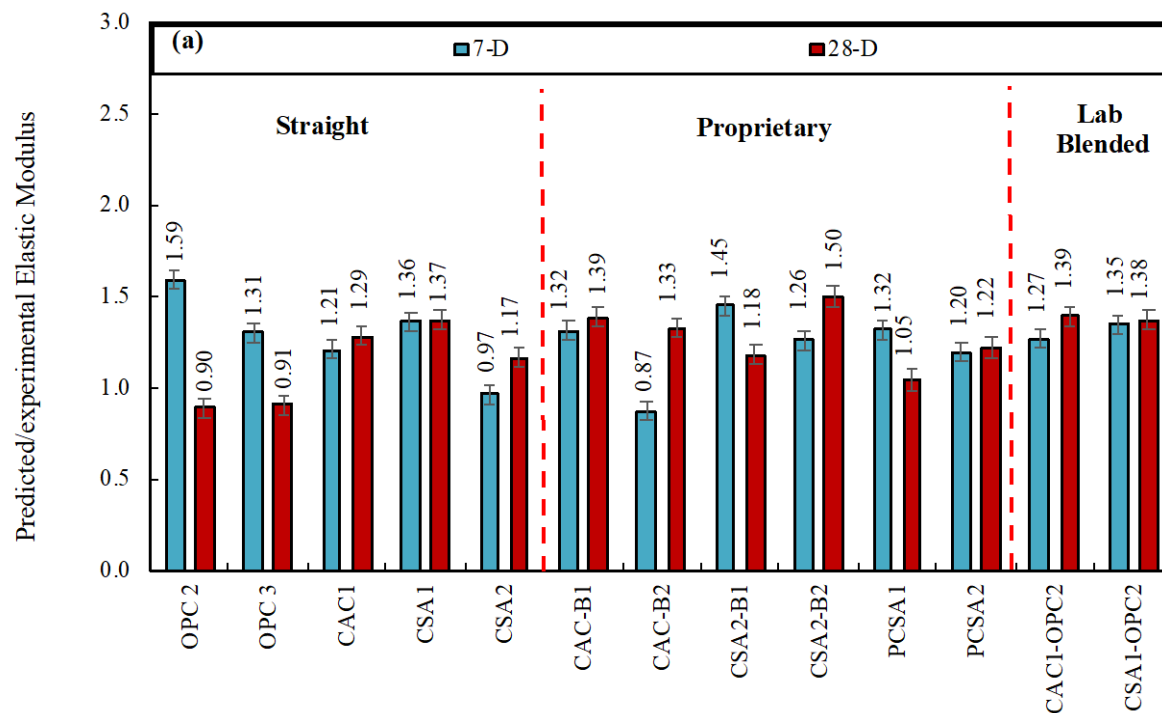 (a)
7-D
28-D
Predicted/experimental Elastic Modulus
3.0
2.5
2.0
1.5
1.0
0.5
0.0
Straight
Proprietary
Lab
Blended
1.59
0.90
1.31
0.91
1.21
1.29
1.36
1.37
0.97
1.17
1.32
1.39
0.87
1.33
1.45
1.18
1.26
1.50
1.32
1.05
1.20
1.22
1.27
1.39
1.35
1.38
OPC 2
OPC 3
CAC1
CSA1
CSA2
CAC-B1
CAC-B2
CSA2-B1
CSA2-B2
PCSA1
PCSA2
CAC1-OPC2
CSA1-OPC2